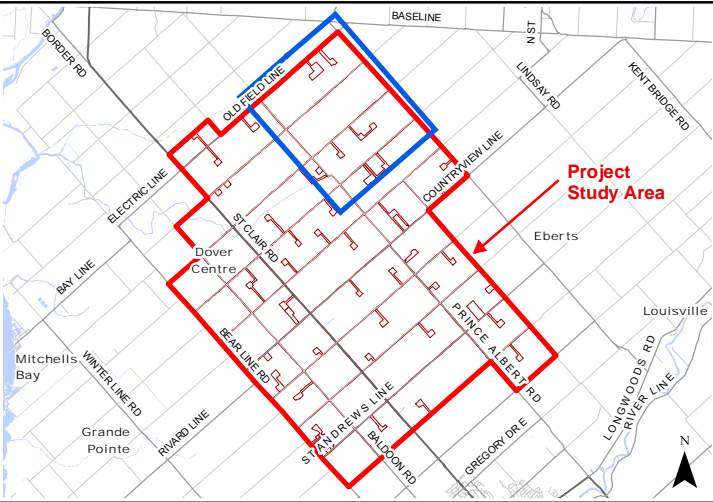 BASELINE
BORDER RD
N ST
LINDSAY RD
KENT BRIDGE RD
OLD FIELD LINE
COUNTRYVIEW LINE
Project
Study Area
ELECTRIC LINE
ST CLAIR RD
Eberts
Dover
Centre
BAY LINE
Louisville
PRINCE ALBERT RD
BEAR LINE RD
Mitchells
Bay
WINTER LINE RD
LONGWOODS RD
RIVER LINE
ST ANDREWS LINE
RIVARD LINE
Grande
Pointe
BALDOON RD
GREGORY DR E
N